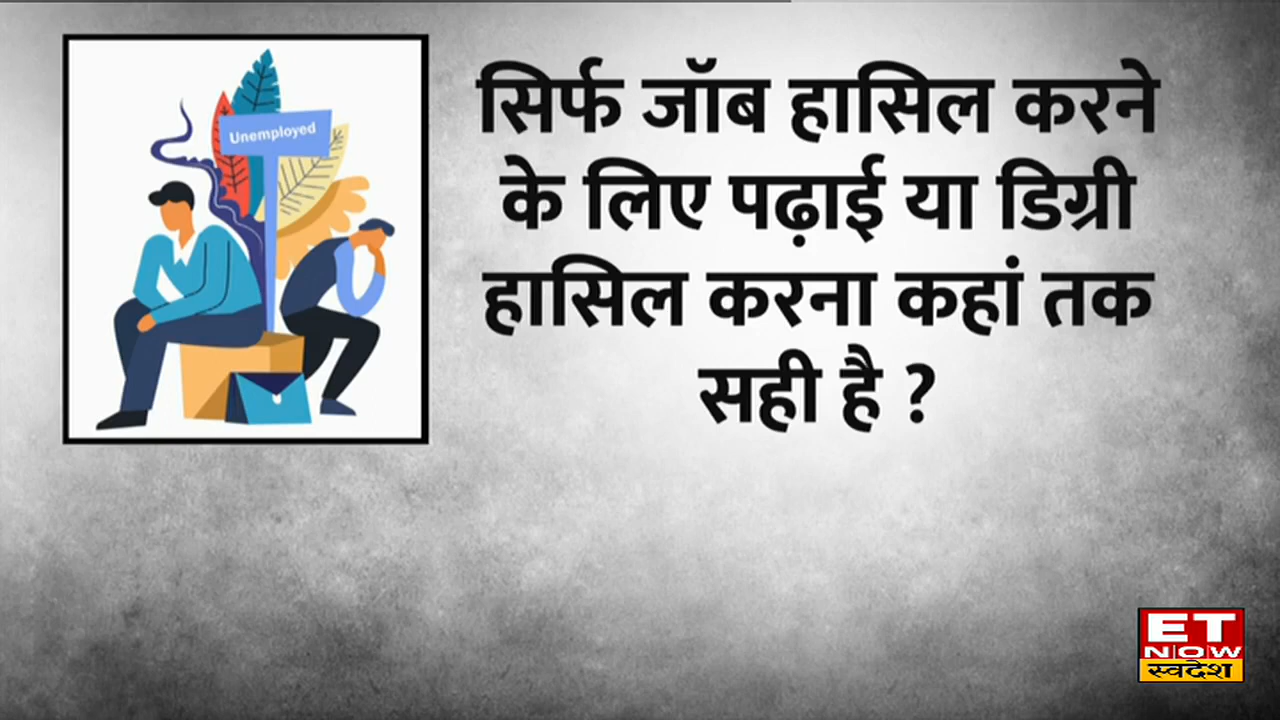 Unemployed
सिर्फ जॉब हासिल करने
के लिए पढ़ाई या डिग्री
हासिल करना कहां तक
सही है ?
ET
NOW
स्वदेश